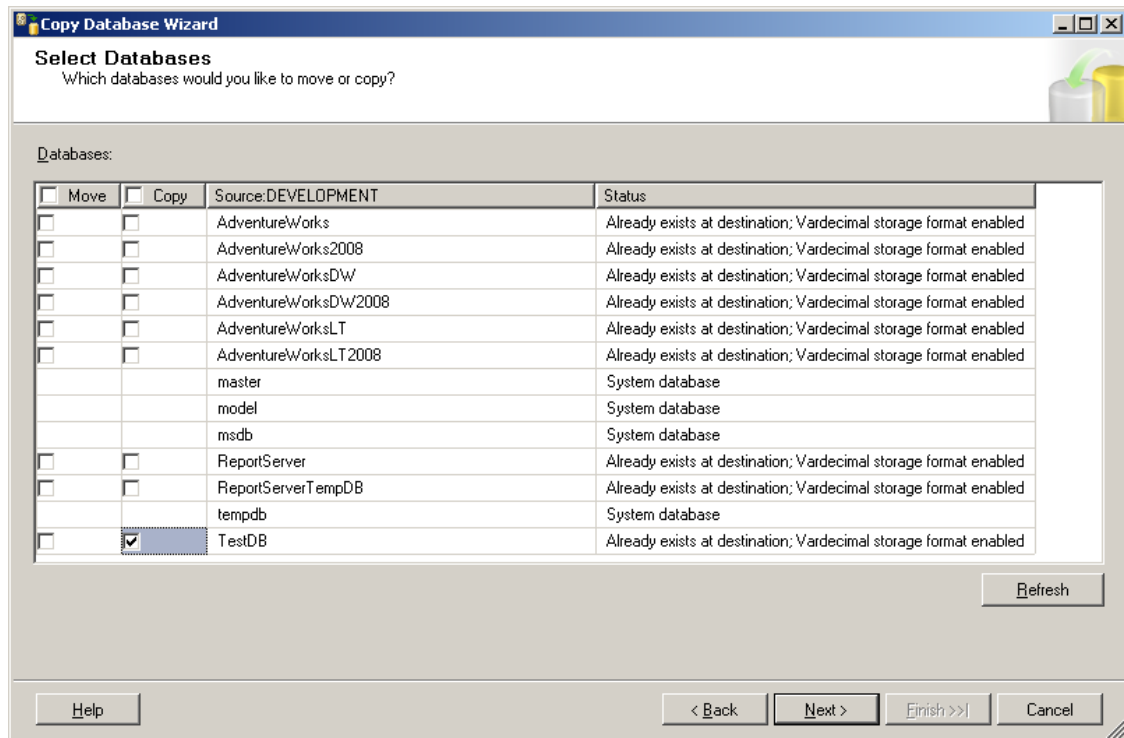 Copy Database Wizard
Select Databases
Which databases would you like to move or copy?
Databases:
Move Copy Source:DEVELOPMENT Status
AdventureWorks Already exists at destination; Vardecimal storage format enabled
AdventureWorks2008 Already exists at destination; Vardecimal storage format enabled
AdventureWorksDW Already exists at destination; Vardecimal storage format enabled
AdventureWorksDW2008 Already exists at destination; Vardecimal storage format enabled
AdventureWorksLT Already exists at destination; Vardecimal storage format enabled
AdventureWorksLT2008 Already exists at destination; Vardecimal storage format enabled
master System database
model System database
msdb System database
ReportServer Already exists at destination; Vardecimal storage format enabled
ReportServerTempDB Already exists at destination; Vardecimal storage format enabled
tempdb System database
TestDB Already exists at destination; Vardecimal storage format enabled
Refresh
Help < Back Next > Finish >>| Cancel